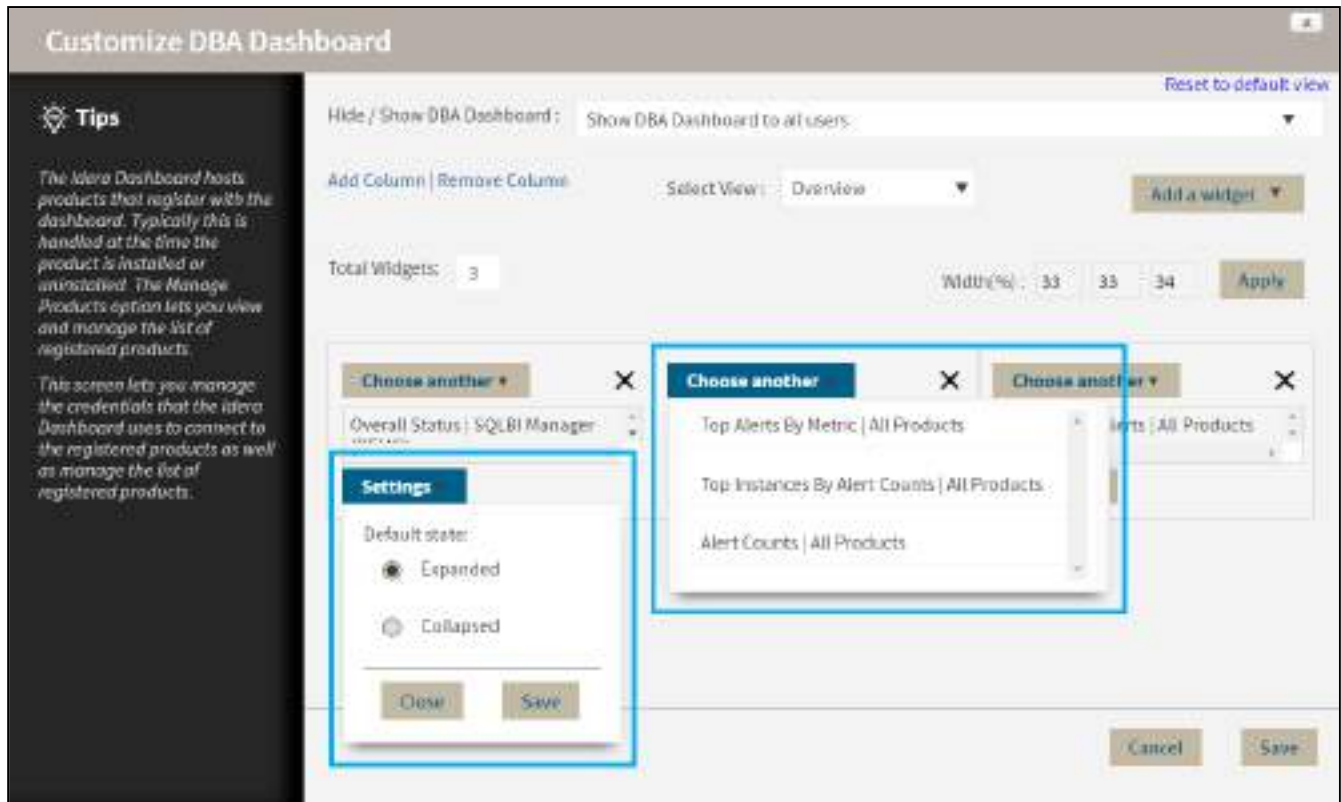 Customize DBA Dashboard
x
Reset to default view
Tips
The Idera Dashboard hosts
products that register with the
dashboard. Typically this is
handled at the time the
product is installed or
uninstalled. The Manage
Products option lets you view
and manage the list of
registered products.
This screen lets you manage
the credentials that the Idera
Dashboard uses to connect to
the registered products as well
as manage the list of
registered products.
Hide / Show DBA Dashboard : Show DBA Dashboard to all users
Add Column | Remove Column Select View : Overview Add a widget
Total Widgets: 3 Width(%) : 33 33 34 Apply
Choose another Choose another Choose another
Overall Status | SQLBI Manager
Top Alerts By Metric | All Products
Top Instances By Alert Counts | All Products
Alert Counts | All Products
erts | All Products
Settings
Default state:
Expanded
Collapsed
Close Save
Cancel Save